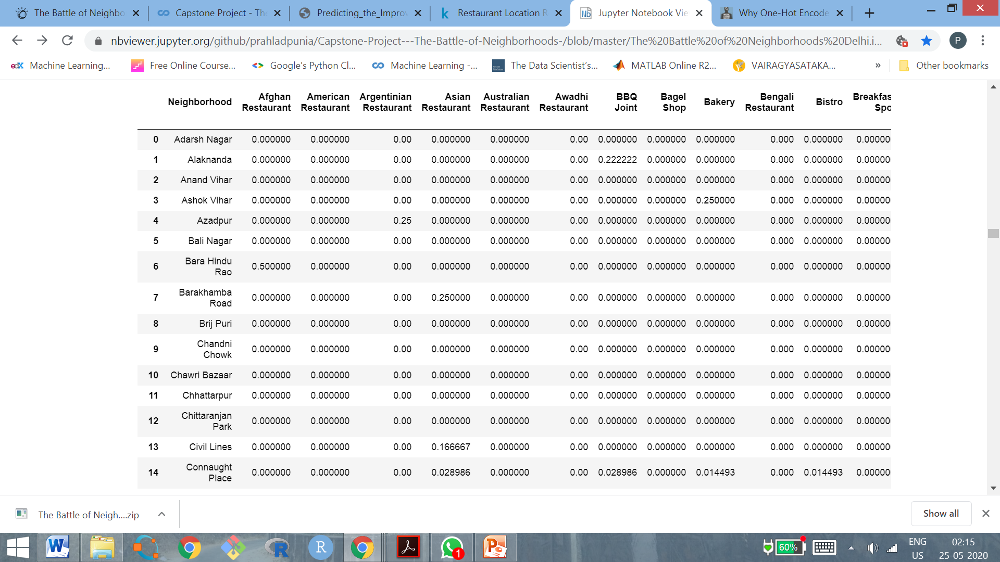 The Battle of Neighbo
Capstone Project - The
Predicting_the_Improv
Restaurant Location R
Jupyter Notebook Vie
Why One-Hot Encode
nbviewer.jupyter.org/github/prahladpunia/Capstone-Project---The-Battle-of-Neighborhoods-/blob/master/The%20Battle%20of%20Neighborhoods%20Delhi.i...
P
edX Machine Learning...
Free Online Course...
Google's Python Cl...
Machine Learning -...
The Data Scientist's...
MATLAB Online R2...
VAIRAGYASATAKA...
»
Other bookmarks
Neighborhood Afghan Restaurant American Restaurant Argentinian Restaurant Asian Restaurant Australian Restaurant Awadhi Restaurant BBQ Joint Bagel Shop Bakery Bengali Restaurant Bistro Breakfas Spo
0 Adarsh Nagar 0.000000 0.000000 0.00 0.000000 0.000000 0.00 0.000000 0.000000 0.000000 0.000 0.000000 0.00000
1 Alaknanda 0.000000 0.000000 0.00 0.000000 0.000000 0.00 0.222222 0.000000 0.000000 0.000 0.000000 0.00000
2 Anand Vihar 0.000000 0.000000 0.00 0.000000 0.000000 0.00 0.000000 0.000000 0.000000 0.000 0.000000 0.00000
3 Ashok Vihar 0.000000 0.000000 0.00 0.000000 0.000000 0.00 0.000000 0.000000 0.250000 0.000 0.000000 0.00000
4 Azadpur 0.000000 0.000000 0.25 0.000000 0.000000 0.00 0.000000 0.000000 0.000000 0.000 0.000000 0.00000
5 Bali Nagar 0.000000 0.000000 0.00 0.000000 0.000000 0.00 0.000000 0.000000 0.000000 0.000 0.000000 0.00000
6 Bara Hindu Rao 0.500000 0.000000 0.00 0.000000 0.000000 0.00 0.000000 0.000000 0.000000 0.000 0.000000 0.00000
7 Barakhamba Road 0.000000 0.000000 0.00 0.250000 0.000000 0.00 0.000000 0.000000 0.000000 0.000 0.000000 0.00000
8 Brij Puri 0.000000 0.000000 0.00 0.000000 0.000000 0.00 0.000000 0.000000 0.000000 0.000 0.000000 0.00000
9 Chandni Chowk 0.000000 0.000000 0.00 0.000000 0.000000 0.00 0.000000 0.000000 0.000000 0.000 0.000000 0.00000
10 Chawri Bazaar 0.000000 0.000000 0.00 0.000000 0.000000 0.00 0.000000 0.000000 0.000000 0.000 0.000000 0.00000
11 Chhattarpur 0.000000 0.000000 0.00 0.000000 0.000000 0.00 0.000000 0.000000 0.000000 0.000 0.000000 0.00000
12 Chittaranjan Park 0.000000 0.000000 0.00 0.000000 0.000000 0.00 0.000000 0.000000 0.000000 0.000 0.000000 0.00000
13 Civil Lines 0.000000 0.000000 0.00 0.166667 0.000000 0.00 0.000000 0.000000 0.000000 0.000 0.000000 0.00000
14 Connaught Place 0.000000 0.000000 0.00 0.028986 0.000000 0.00 0.028986 0.000000 0.014493 0.000 0.014493 0.00000
The Battle of Neigh....zip
Show all
1
60%
ENG
US
02:15
25-05-2020